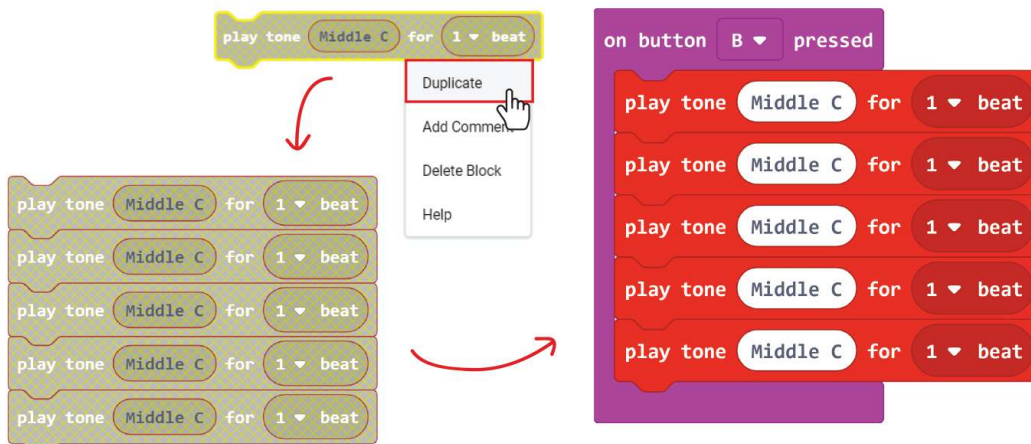 play tone Middle C for 1 beat
Duplicate
Add Comment
Delete Block
Help
play tone Middle C for 1 beat
play tone Middle C for 1 beat
play tone Middle C for 1 beat
play tone Middle C for 1 beat
play tone Middle C for 1 beat
on button B pressed
play tone Middle C for 1 beat
play tone Middle C for 1 beat
play tone Middle C for 1 beat
play tone Middle C for 1 beat
play tone Middle C for 1 beat